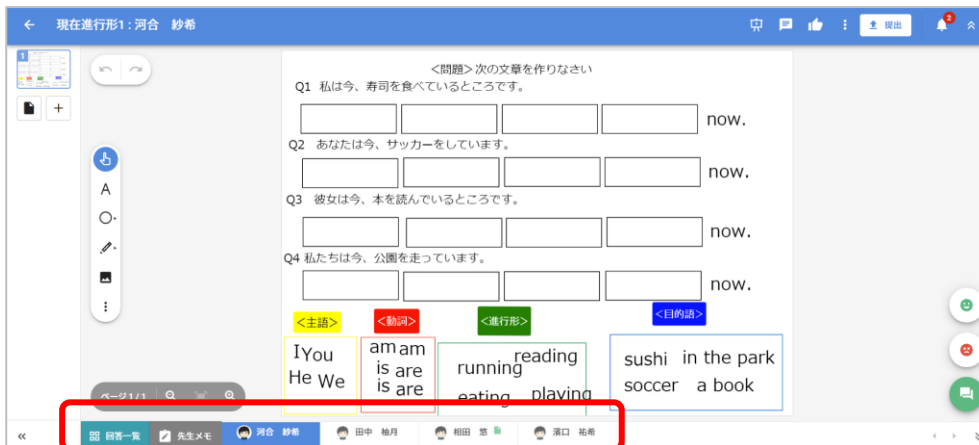 現在進行形1:河合 紗希
提出
2
1
<問題>次の文章を作りなさい
Q1 私は今、寿司を食べているところです。
now.
Q2 あなたは今、サッカーをしています。
now.
Q3 彼女は今、本を読んでいるところです。
now.
Q4 私たちは今、公園を走っています。
now.
<主語> <動詞> <進行形> <目的語>
I You
He We
am am
is are
is are
running reading
eating playing
sushi in the park
soccer a book
A
ページ1/1
回答一覧 先生メモ 河合 紗希 田中 柚月 相田 悠 濱口 祐希